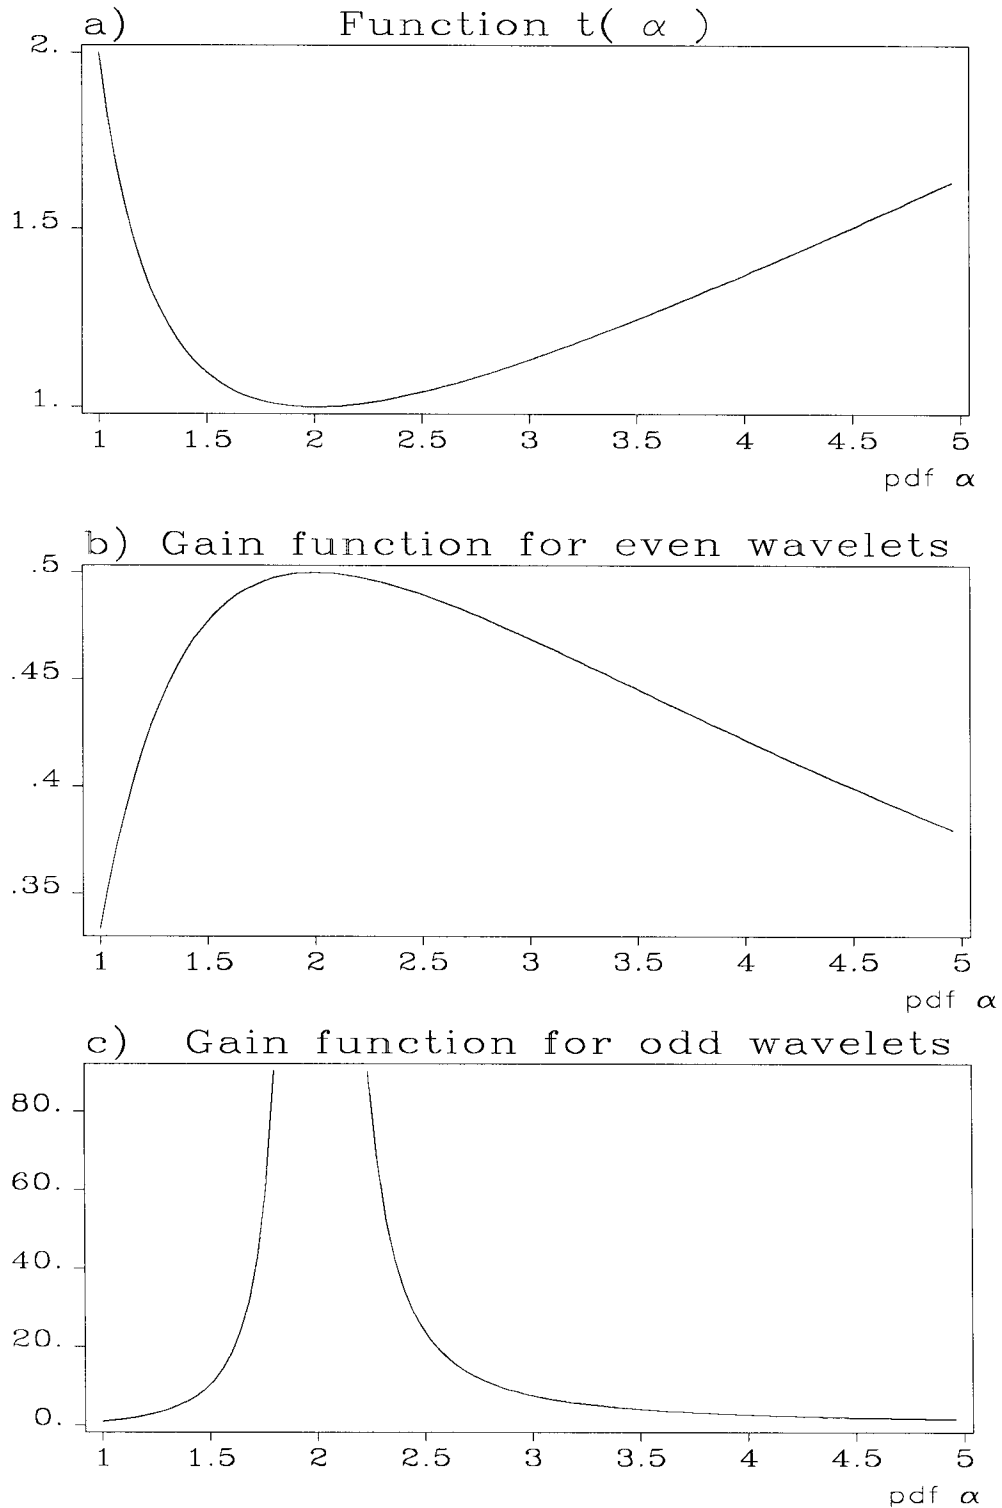 a) Function t( α )
2.
1.5
1.
1 1.5 2 2.5 3 3.5 4 4.5 5
pdf α
b) Gain function for even wavelets
.5
.45
.4
.35
1 1.5 2 2.5 3 3.5 4 4.5 5
pdf α
c) Gain function for odd wavelets
80.
60.
40.
20.
0.
1 1.5 2 2.5 3 3.5 4 4.5 5
pdf α